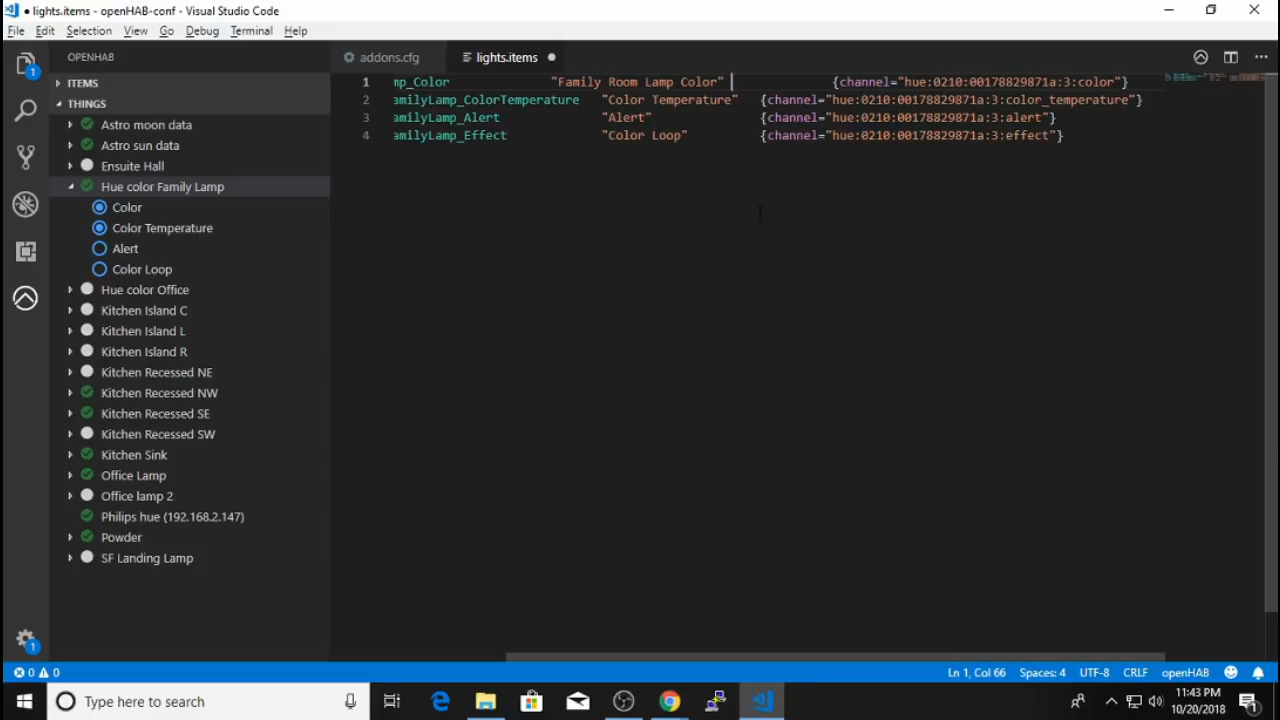 lights.items - openHAB-conf - Visual Studio Code
File Edit Selection View Go Debug Terminal Help
OPENHAB
addons.cfg
lights.items
ITEMS
THINGS
Astro moon data
Astro sun data
Ensuite Hall
Hue color Family Lamp
Color
Color Temperature
Alert
Color Loop
Hue color Office
Kitchen Island C
Kitchen Island L
Kitchen Island R
Kitchen Recessed NE
Kitchen Recessed NW
Kitchen Recessed SE
Kitchen Recessed SW
Kitchen Sink
Office Lamp
Office lamp 2
Philips hue (192.168.2.147)
Powder
SF Landing Lamp
1 mp_Color "Family Room Lamp Color" {channel="hue:0210:00178829871a:3:color"}
2 amilyLamp_ColorTemperature "Color Temperature" {channel="hue:0210:00178829871a:3:color_temperature"}
3 amilyLamp_Alert "Alert" {channel="hue:0210:00178829871a:3:alert"}
4 amilyLamp_Effect "Color Loop" {channel="hue:0210:00178829871a:3:effect"}
1
1
0 0
Ln 1, Col 66 Spaces: 4 UTF-8 CRLF openHAB
Type here to search
11:43 PM
10/20/2018
1